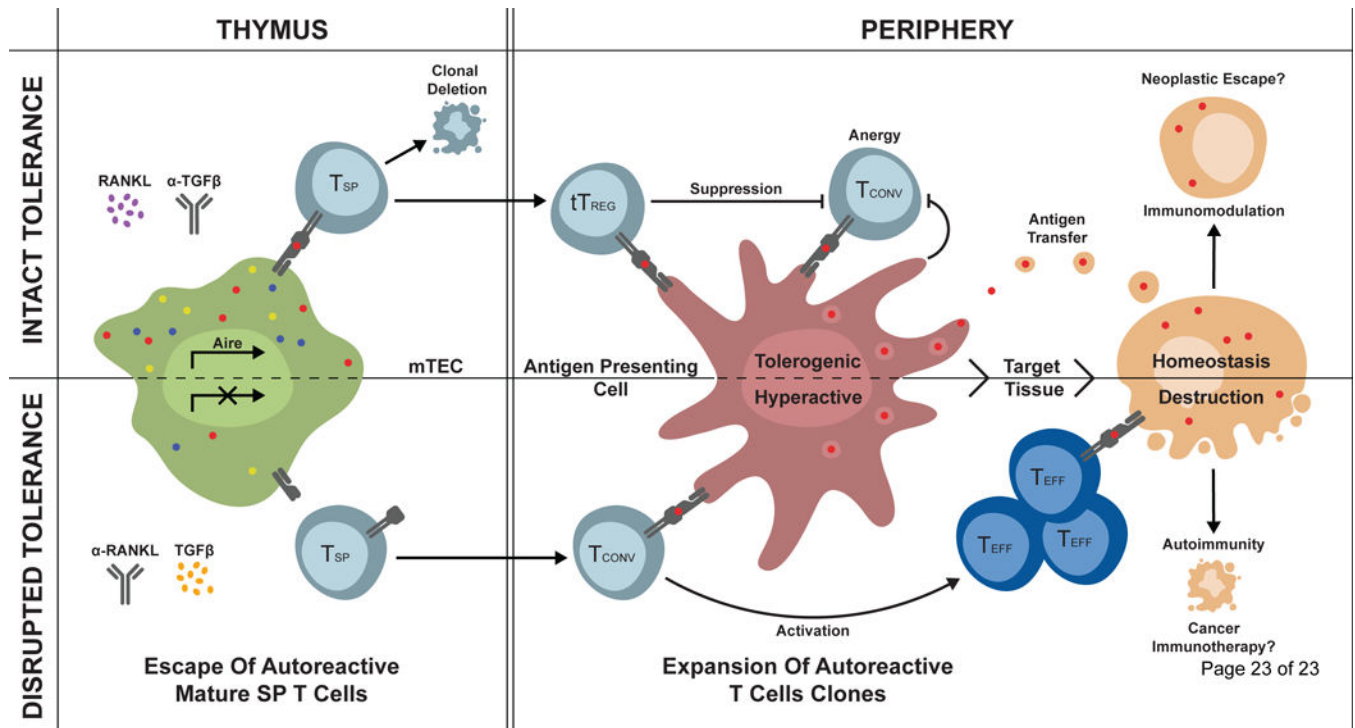 THYMUS
PERIPHERY
INTACT TOLERANCE
Clonal
Deletion
RANKL
α-TGFβ
TSP
Aire
mTEC
Anergy
tTREG
Suppression
TCONV
Antigen
Transfer
Neoplastic Escape?
Immunomodulation
Antigen Presenting
Cell
Tolerogenic
Hyperactive
Target
Tissue
Homeostasis
Destruction
DISRUPTED TOLERANCE
α-RANKL
TGFβ
TSP
TCONV
Activation
TEFF
TEFF
TEFF
Autoimmunity
Cancer
Immunotherapy?
Escape Of Autoreactive
Mature SP T Cells
Expansion Of Autoreactive
T Cells Clones
Page 23 of 23